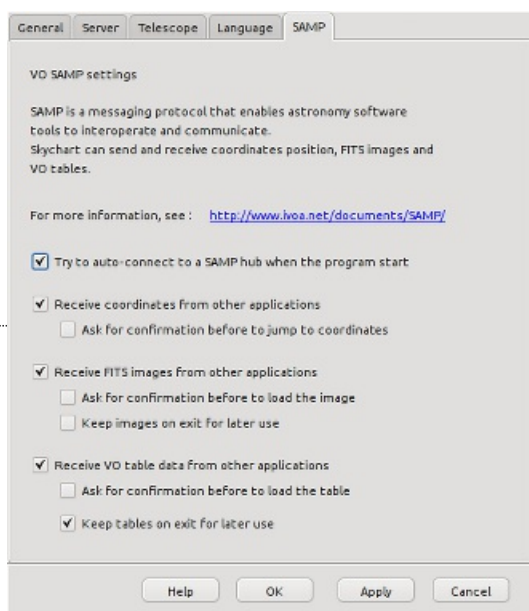 General Server Telescope Language SAMP
VO SAMP settings
SAMP is a messaging protocol that enables astronomy software
tools to interoperate and communicate.
Skychart can send and receive coordinates position, FITS images and
VO tables.
For more information, see : http://www.ivoa.net/documents/SAMP/
Try to auto-connect to a SAMP hub when the program start
Receive coordinates from other applications
Ask for confirmation before to jump to coordinates
Receive FITS images from other applications
Ask for confirmation before to load the image
Keep images on exit for later use
Receive VO table data from other applications
Ask for confirmation before to load the table
Keep tables on exit for later use
Help OK Apply Cancel